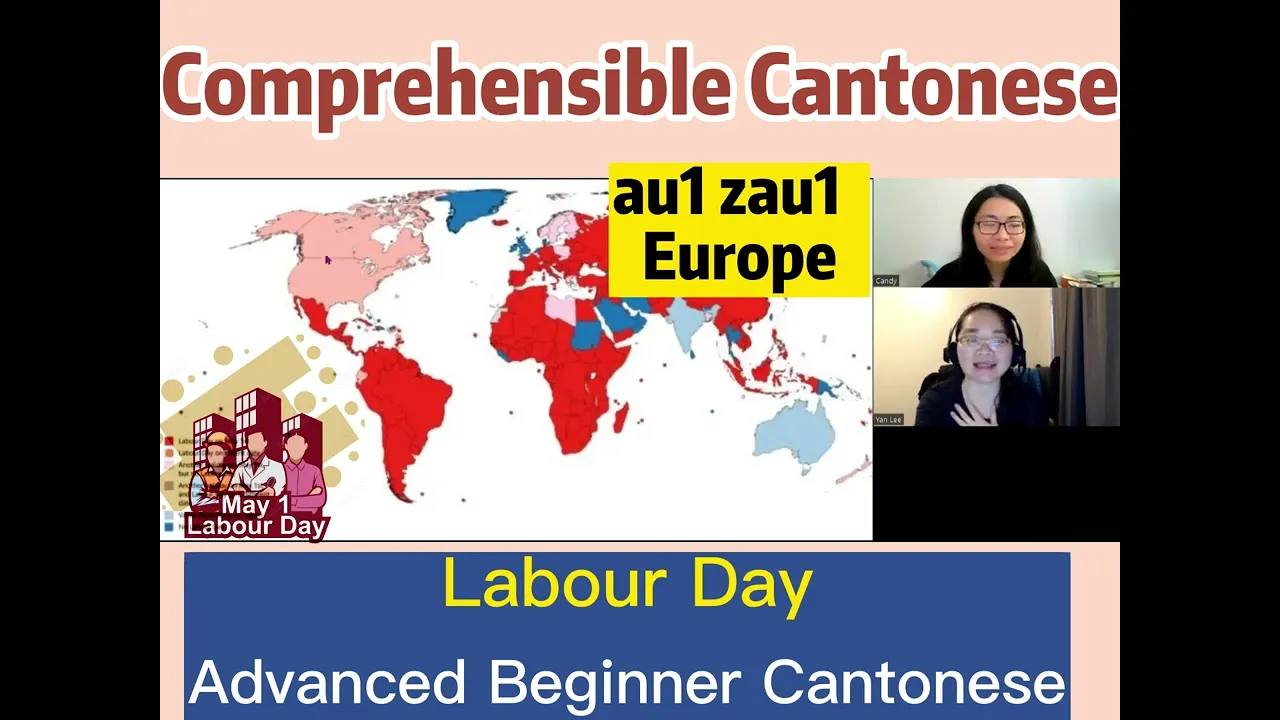 Comprehensible Cantonese
au1 zau1
Europe
Candy
Yan Lee
May 1
Labour Day
Labour Day
Advanced Beginner Cantonese